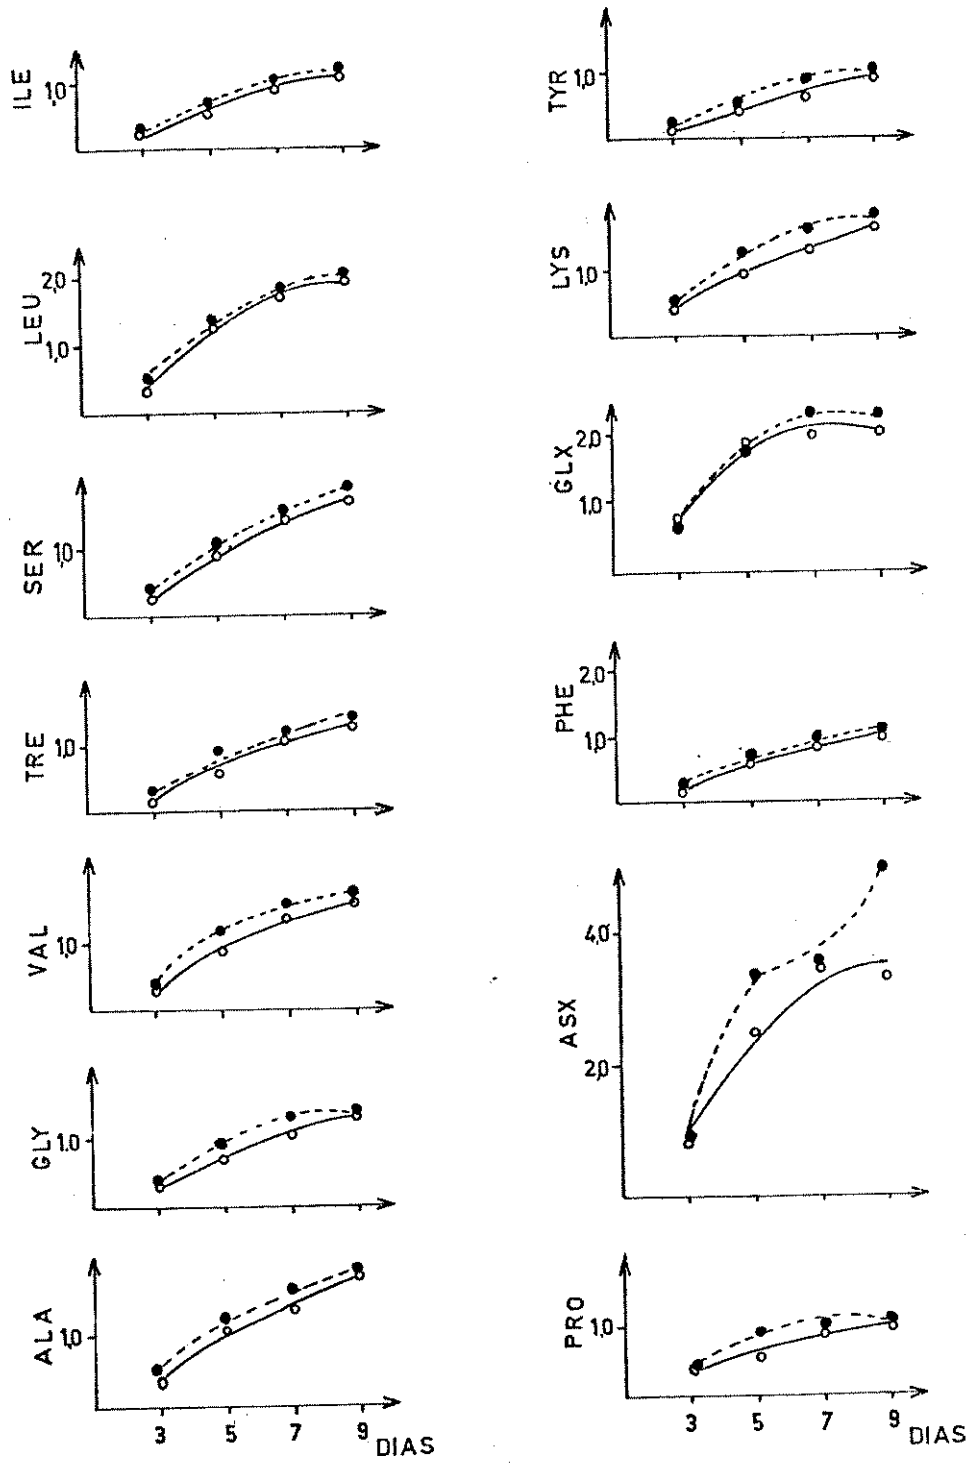 ILE
1,0
LEU
2,0
1,0
SER
1,0
TRE
1,0
VAL
1,0
GLY
1,0
ALA
1,0
3 5 7 9 DIAS
TYR
1,0
LYS
1,0
GLX
2,0
1,0
PHE
2,0
1,0
ASX
4,0
2,0
PRO
1,0
3 5 7 9 DIAS